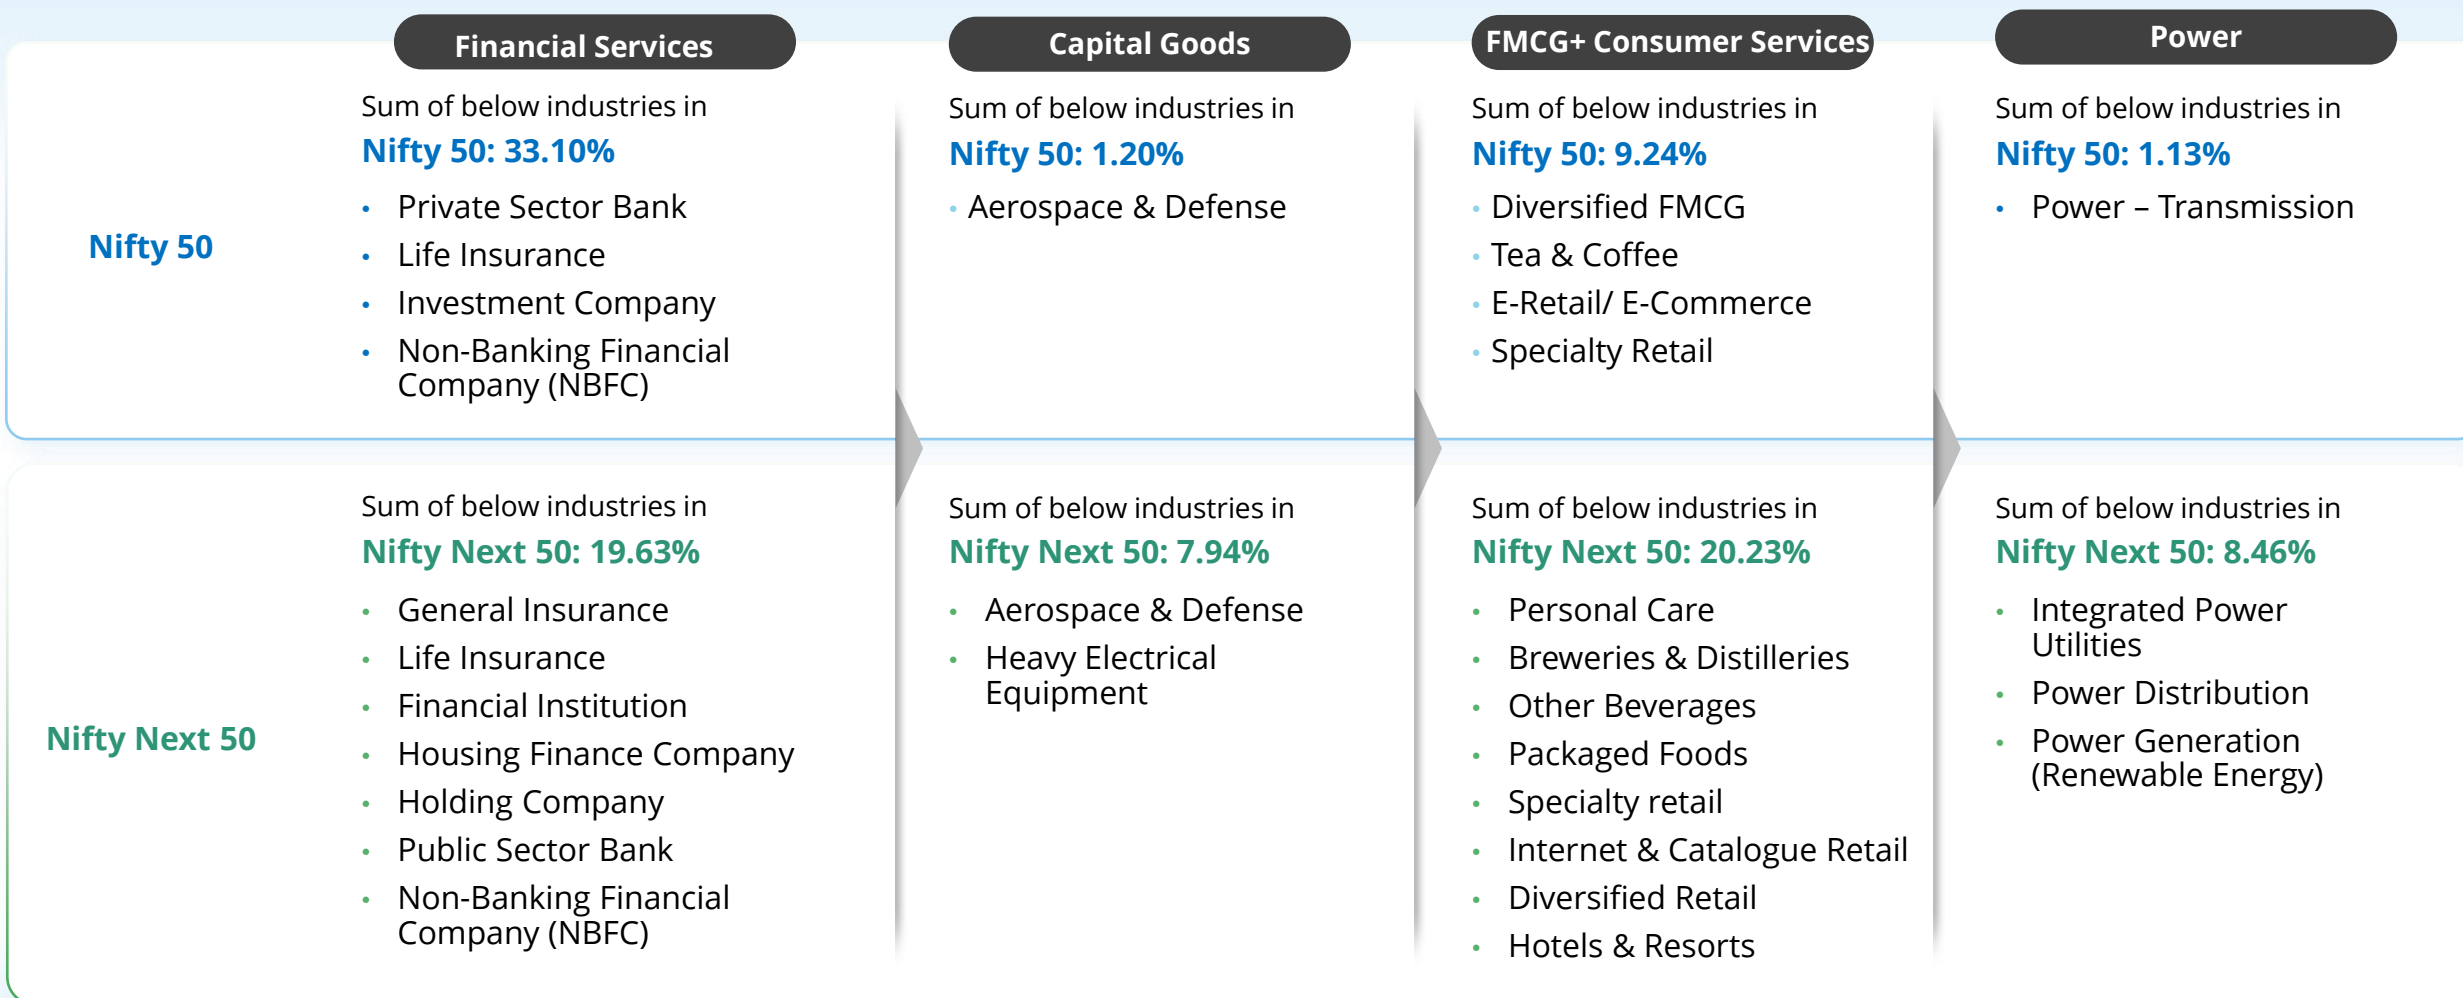 Financial Services
Capital Goods
FMCG+ Consumer Services
Power
Nifty 50
Sum of below industries in
Nifty 50: 33.10%
• Private Sector Bank
• Life Insurance
• Investment Company
• Non-Banking Financial
Company (NBFC)
Sum of below industries in
Nifty 50: 1.20%
• Aerospace & Defense
Sum of below industries in
Nifty 50: 9.24%
• Diversified FMCG
• Tea & Coffee
• E-Retail/ E-Commerce
• Specialty Retail
Sum of below industries in
Nifty 50: 1.13%
• Power – Transmission
Nifty Next 50
Sum of below industries in
Nifty Next 50: 19.63%
• General Insurance
• Life Insurance
• Financial Institution
• Housing Finance Company
• Holding Company
• Public Sector Bank
• Non-Banking Financial
Company (NBFC)
Sum of below industries in
Nifty Next 50: 7.94%
• Aerospace & Defense
• Heavy Electrical
Equipment
Sum of below industries in
Nifty Next 50: 20.23%
• Personal Care
• Breweries & Distilleries
• Other Beverages
• Packaged Foods
• Specialty retail
• Internet & Catalogue Retail
• Diversified Retail
• Hotels & Resorts
Sum of below industries in
Nifty Next 50: 8.46%
• Integrated Power
Utilities
• Power Distribution
• Power Generation
(Renewable Energy)